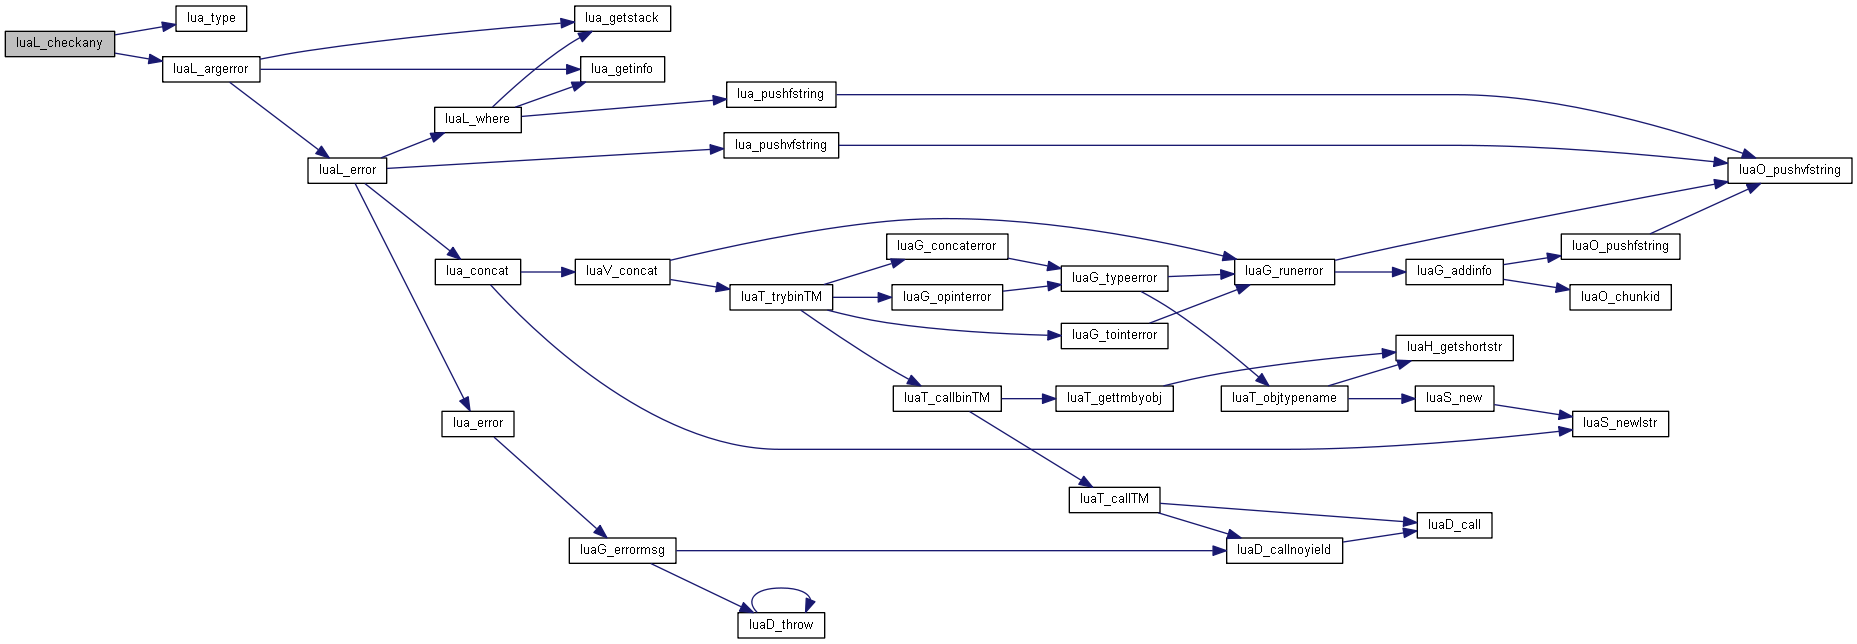 luaL_checkany
lua_type
luaL_argerror
lua_getstack
lua_getinfo
luaL_where
lua_pushfstring
luaL_error
lua_pushvfstring
luaO_pushvfstring
lua_concat
luaV_concat
luaT_trybinTM
luaG_concaterror
luaG_opinterror
luaG_typeerror
luaG_tointerror
luaG_runerror
luaG_addinfo
luaO_pushfstring
luaO_chunkid
luaH_getshortstr
luaT_callbinTM
luaT_gettmbyobj
luaT_objtypename
luaS_new
luaS_newlstr
lua_error
luaT_callTM
luaD_call
luaG_errormsg
luaD_callnoyield
luaD_throw